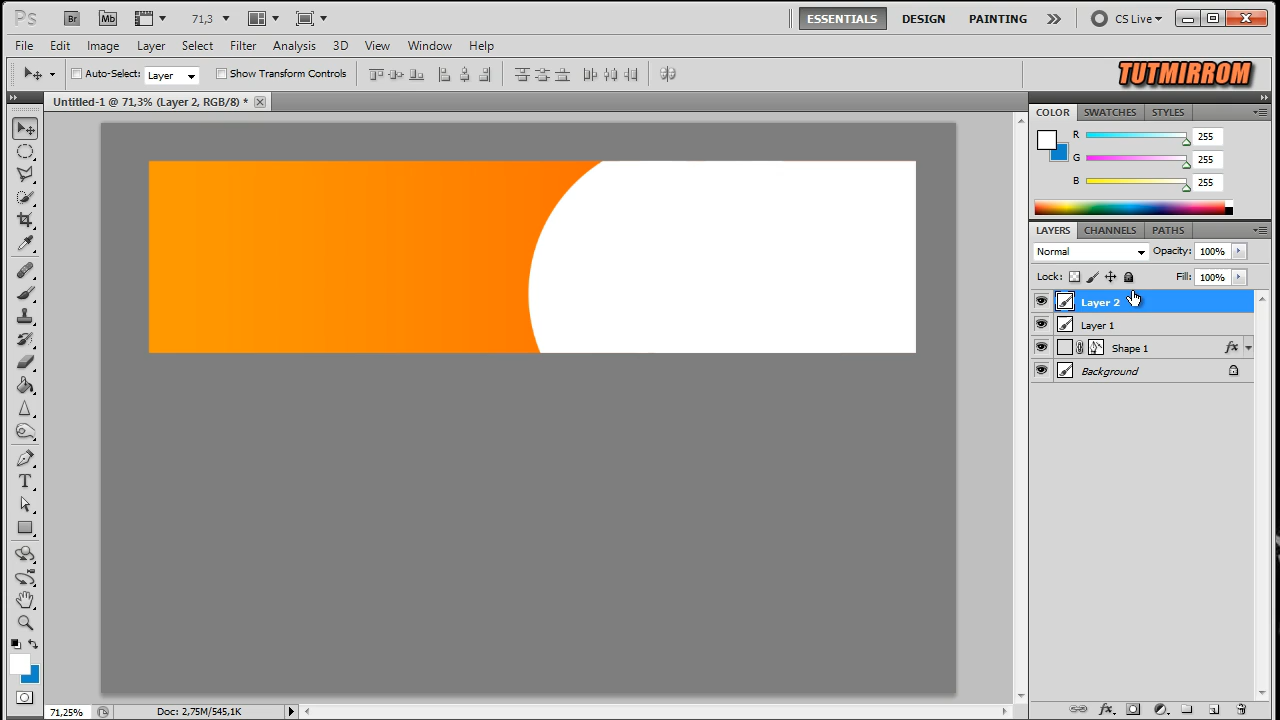 Ps Br Mb 71,3 ESSENTIALS DESIGN PAINTING CS Live
File Edit Image Layer Select Filter Analysis 3D View Window Help
Auto-Select: Layer Show Transform Controls
TUTMIRROM
Untitled-1 @ 71,3% (Layer 2, RGB/8) *
COLOR SWATCHES STYLES
R 255
G 255
B 255
LAYERS CHANNELS PATHS
Normal Opacity: 100%
Lock: Fill: 100%
Layer 2
Layer 1
Shape 1 fx
Background
T
71,25% Doc: 2,75M/545,1K
fx